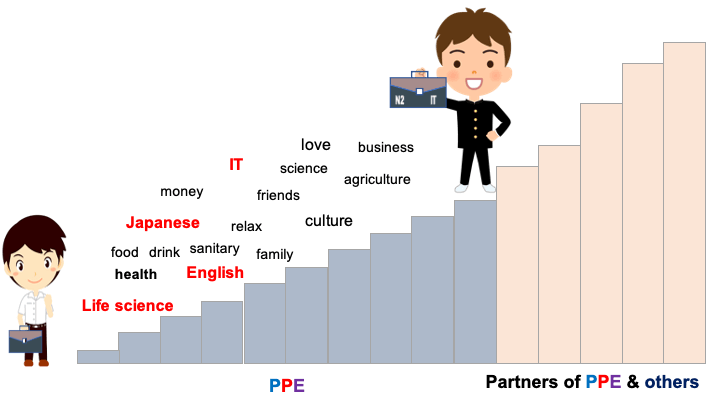 N2 IT
love
business
IT
science
agriculture
money
friends
Japanese
relax
culture
food
drink
sanitary
family
health
English
Life science
PPE
Partners of PPE & others